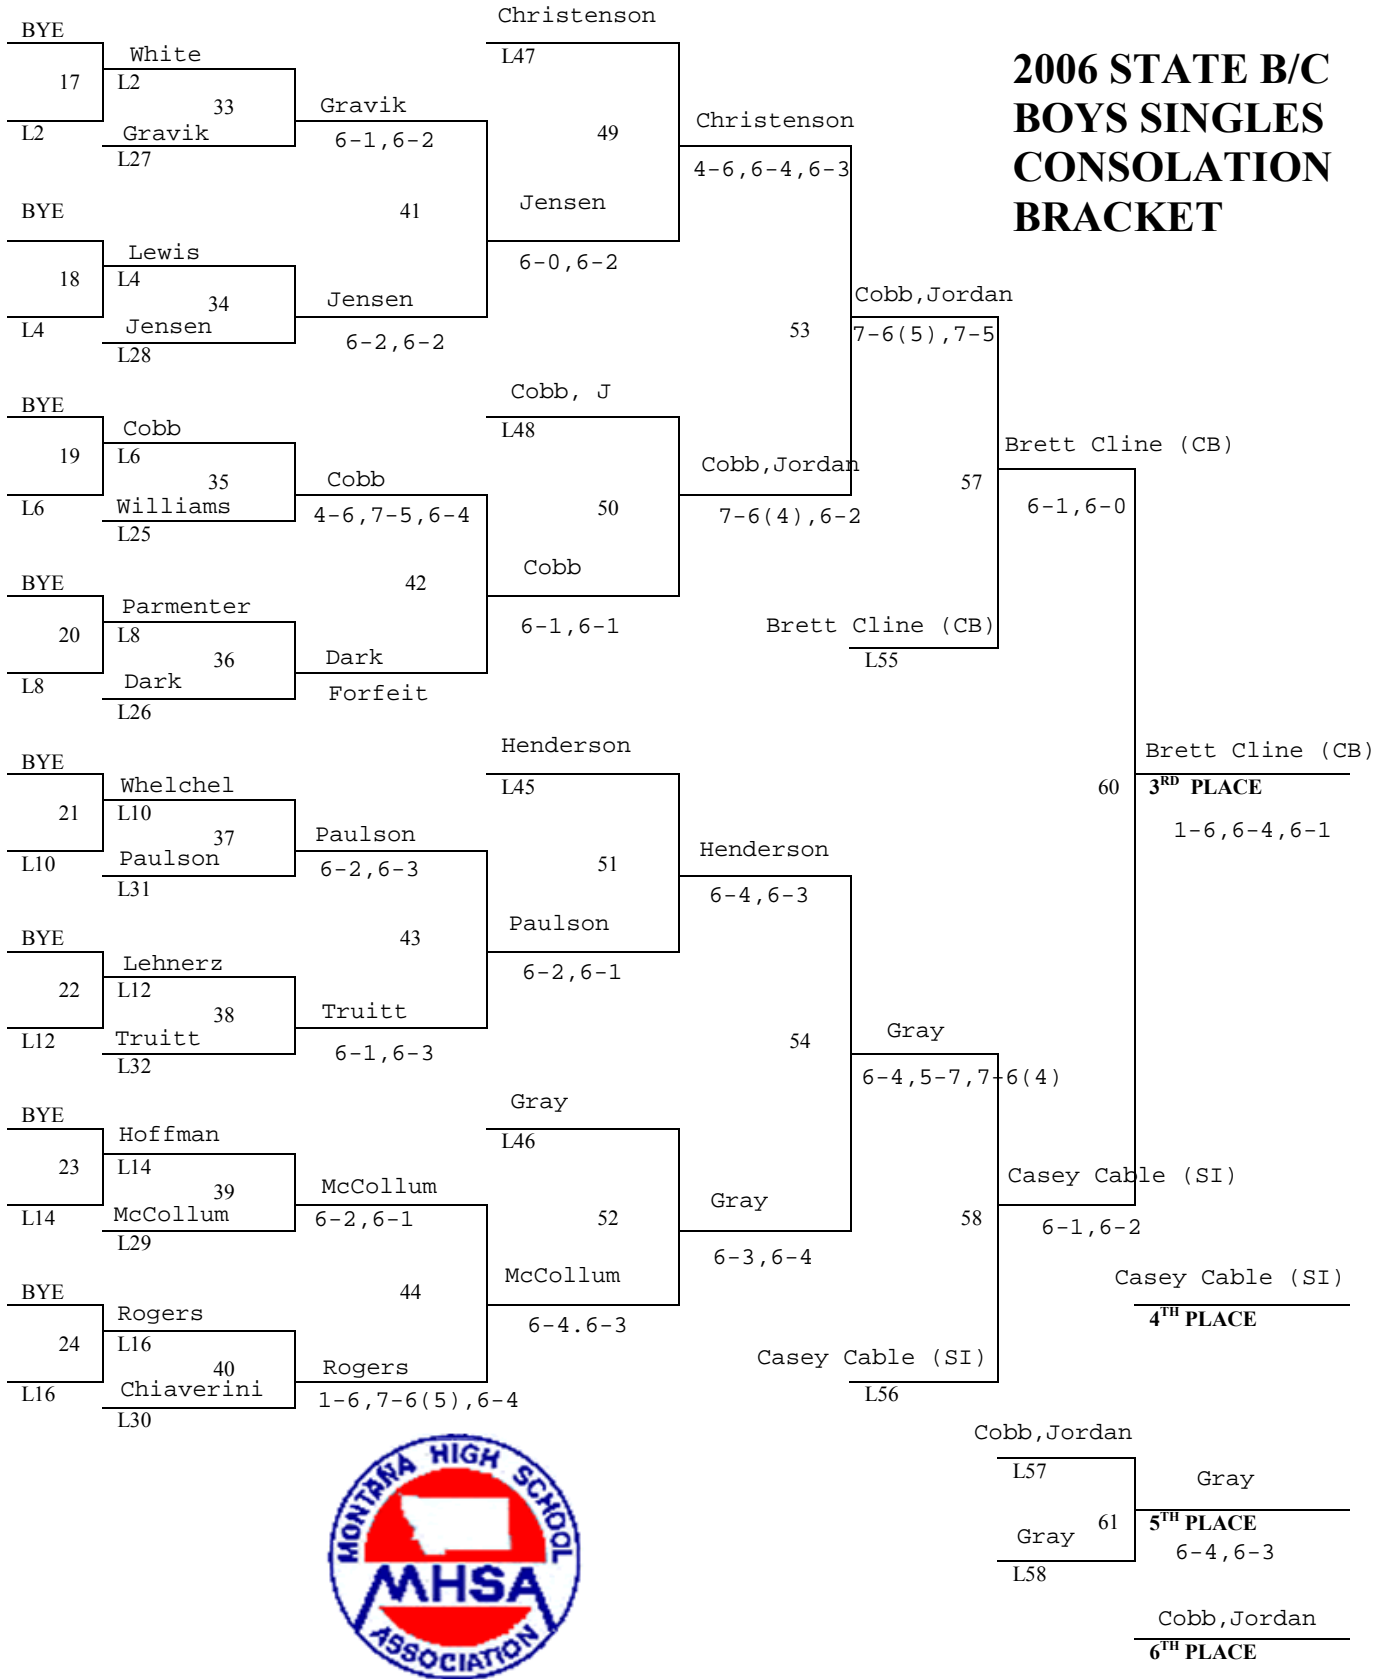 2006 STATE B/C
BOYS SINGLES
CONSOLATION
BRACKET
BYE
17
L2
White
L2
33
Gravik
L27
Gravik
6-1,6-2
BYE
18
L4
Lewis
L4
34
Jensen
L28
Jensen
6-2,6-2
41
Christenson
L47
49
Jensen
6-0,6-2
Christenson
4-6,6-4,6-3
BYE
19
L6
Cobb
L6
35
Williams
L25
Cobb
4-6,7-5,6-4
BYE
20
L8
Parmenter
L8
36
Dark
L26
Dark
Forfeit
42
Cobb, J
L48
50
Cobb
6-1,6-1
Cobb,Jordan
7-6(4),6-2
53
Cobb,Jordan
7-6(5),7-5
57
Brett Cline (CB)
L55
Brett Cline (CB)
6-1,6-0
BYE
21
L10
Whelchel
L10
37
Paulson
L31
Paulson
6-2,6-3
BYE
22
L12
Lehnerz
L12
38
Truitt
L32
Truitt
6-1,6-3
43
Henderson
L45
51
Paulson
6-2,6-1
Henderson
6-4,6-3
BYE
23
L14
Hoffman
L14
39
McCollum
L29
McCollum
6-2,6-1
BYE
24
L16
Rogers
L16
40
Chiaverini
L30
Rogers
1-6,7-6(5),6-4
44
Gray
L46
52
McCollum
6-4.6-3
Gray
6-3,6-4
54
Gray
6-4,5-7,7-6(4)
58
Casey Cable (SI)
L56
Casey Cable (SI)
6-1,6-2
60
Brett Cline (CB)
3RD PLACE
1-6,6-4,6-1
Casey Cable (SI)
4TH PLACE
Cobb,Jordan
L57
61
Gray
L58
Gray
5TH PLACE
6-4,6-3
Cobb,Jordan
6TH PLACE
MONTANA HIGH SCHOOL
MHSA
ASSOCIATION